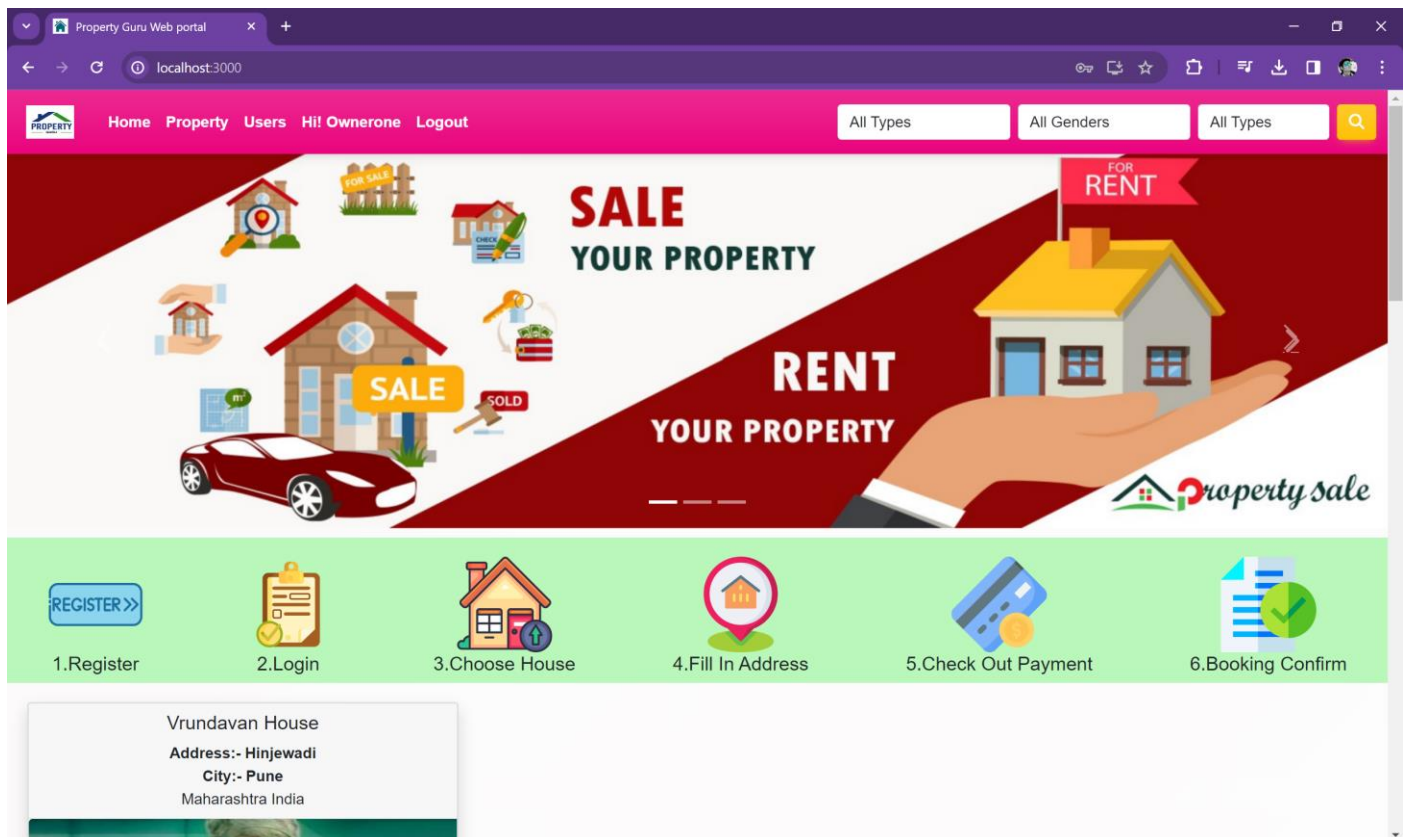 Property Guru Web portal
localhost:3000
PROPERTY
Home Property Users Hi! Ownerone Logout
All Types All Genders All Types
FOR SALE
CHECK
SALE
YOUR PROPERTY
FOR
RENT
m²
SALE
SOLD
RENT
YOUR PROPERTY
Property sale
REGISTER>>
1.Register 2.Login 3.Choose House 4.Fill In Address 5.Check Out Payment 6.Booking Confirm
Vrundavan House
Address:- Hinjewadi
City:- Pune
Maharashtra India